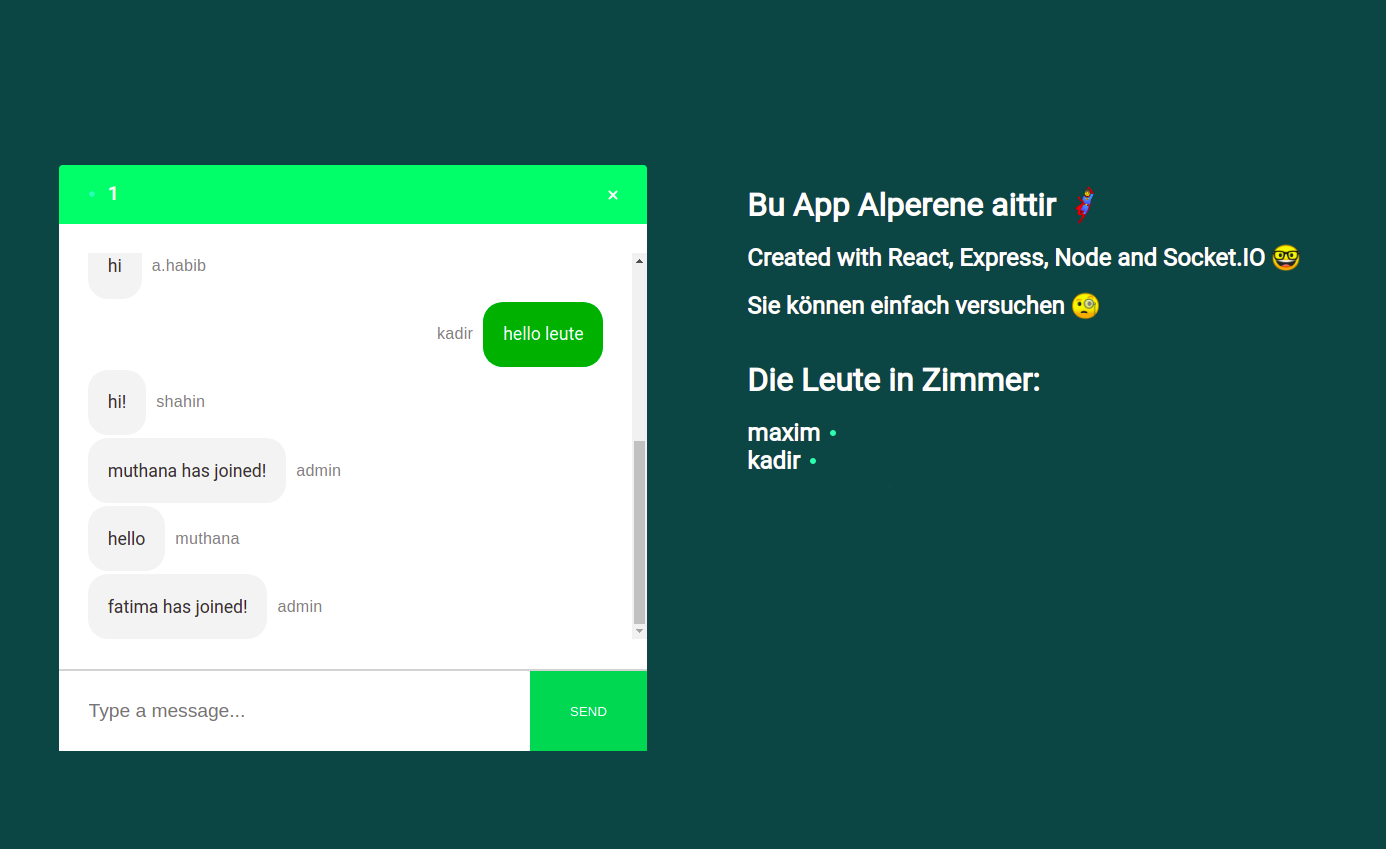 1
×
hi a.habib
kadir hello leute
hi! shahin
muthana has joined! admin
hello muthana
fatima has joined! admin
Type a message...
SEND
Bu App Alperene aittir
Created with React, Express, Node and Socket.IO 🤓
Sie können einfach versuchen 🧐
Die Leute in Zimmer:
maxim
kadir